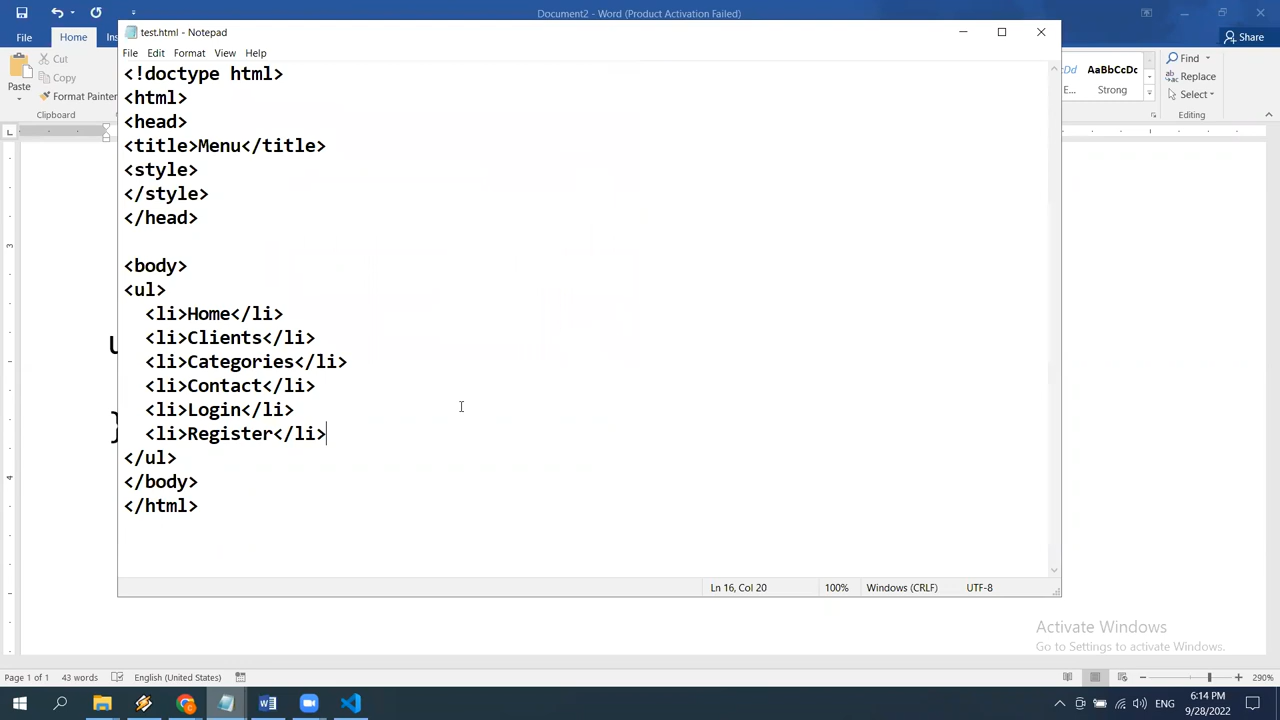 Document2 - Word (Product Activation Failed)
File Home Ins
Share
Cut
Copy
Format Painter
Paste
Clipboard
test.html - Notepad
File Edit Format View Help
<!doctype html>
<html>
<head>
<title>Menu</title>
<style>
</style>
</head>
<body>
<ul>
<li>Home</li>
<li>Clients</li>
<li>Categories</li>
<li>Contact</li>
<li>Login</li>
<li>Register</li>
</ul>
</body>
</html>
Ln 16, Col 20 100% Windows (CRLF) UTF-8
AaBbCcDc
E... Strong
Find
Replace
Select
Editing
L
3
4
}
Activate Windows
Go to Settings to activate Windows.
Page 1 of 1 43 words English (United States) 290%
ENG
6:14 PM
9/28/2022